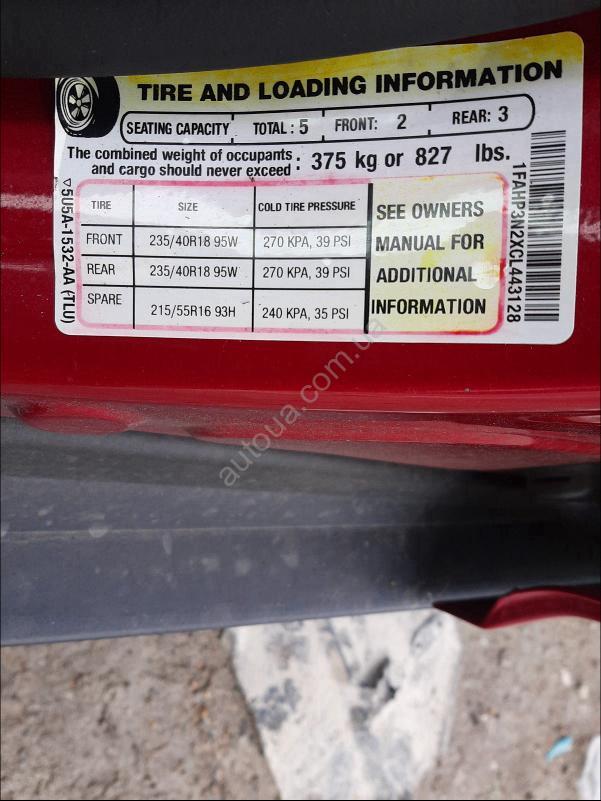 TIRE AND LOADING INFORMATION
SEATING CAPACITY TOTAL : 5 FRONT: 2 REAR: 3
The combined weight of occupants and cargo should never exceed : 375 kg or 827 lbs.
TIRE SIZE COLD TIRE PRESSURE
FRONT 235/40R18 95W 270 KPA, 39 PSI
REAR 235/40R18 95W 270 KPA, 39 PSI
SPARE 215/55R16 93H 240 KPA, 35 PSI
SEE OWNERS
MANUAL FOR
ADDITIONAL
INFORMATION
▽5U5A-1532-AA (TLU)
1FAHP3N2XCL443128
autoua.com.ua